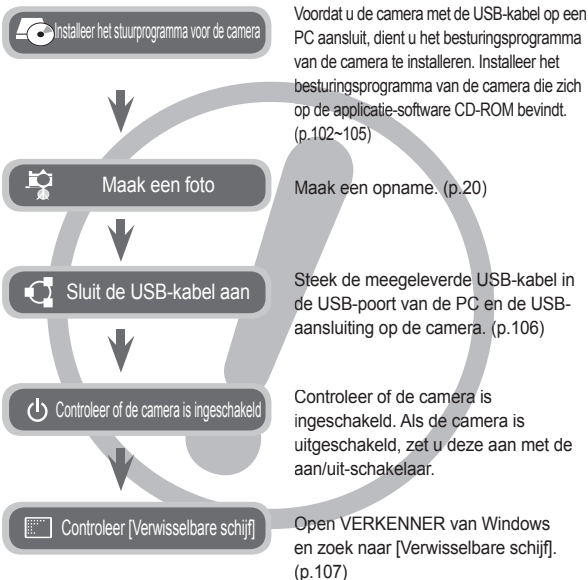 Installeer het stuurprogramma voor de camera
Voordat u de camera met de USB-kabel op een
PC aansluit, dient u het besturingsprogramma
van de camera te installeren. Installeer het
besturingsprogramma van de camera die zich
op de applicatie-software CD-ROM bevindt.
(p.102~105)
Maak een foto
Maak een opname. (p.20)
Sluit de USB-kabel aan
Steek de meegeleverde USB-kabel in
de USB-poort van de PC en de USB-
aansluiting op de camera. (p.106)
Controleer of de camera is ingeschakeld
Controleer of de camera is
ingeschakeld. Als de camera is
uitgeschakeld, zet u deze aan met de
aan/uit-schakelaar.
Controleer [Verwisselbare schijf]
Open VERKENNER van Windows
en zoek naar [Verwisselbare schijf].
(p.107)